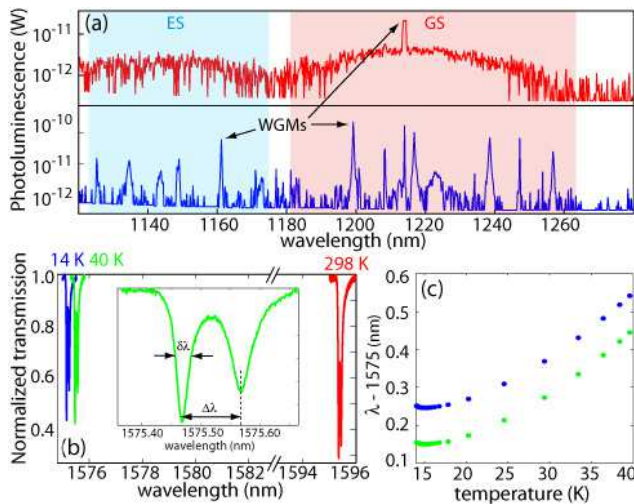 (a) ES GS
Photoluminescence (W)
10-11
10-12
WGMs
10-10
10-11
10-12
1140 1160 1180 1200 1220 1240 1260
wavelength (nm)
14 K 40 K 298 K
Normalized transmission
1.0
0.8
0.6
0.4
(b)
δλ
Δλ
1575.40 1575.50 1575.60
wavelength (nm)
1576 1578 1580 1582 1594 1596
wavelength (nm)
(c)
λ - 1575 (nm)
0.6
0.5
0.4
0.3
0.2
0.1
15 20 25 30 35 40
temperature (K)